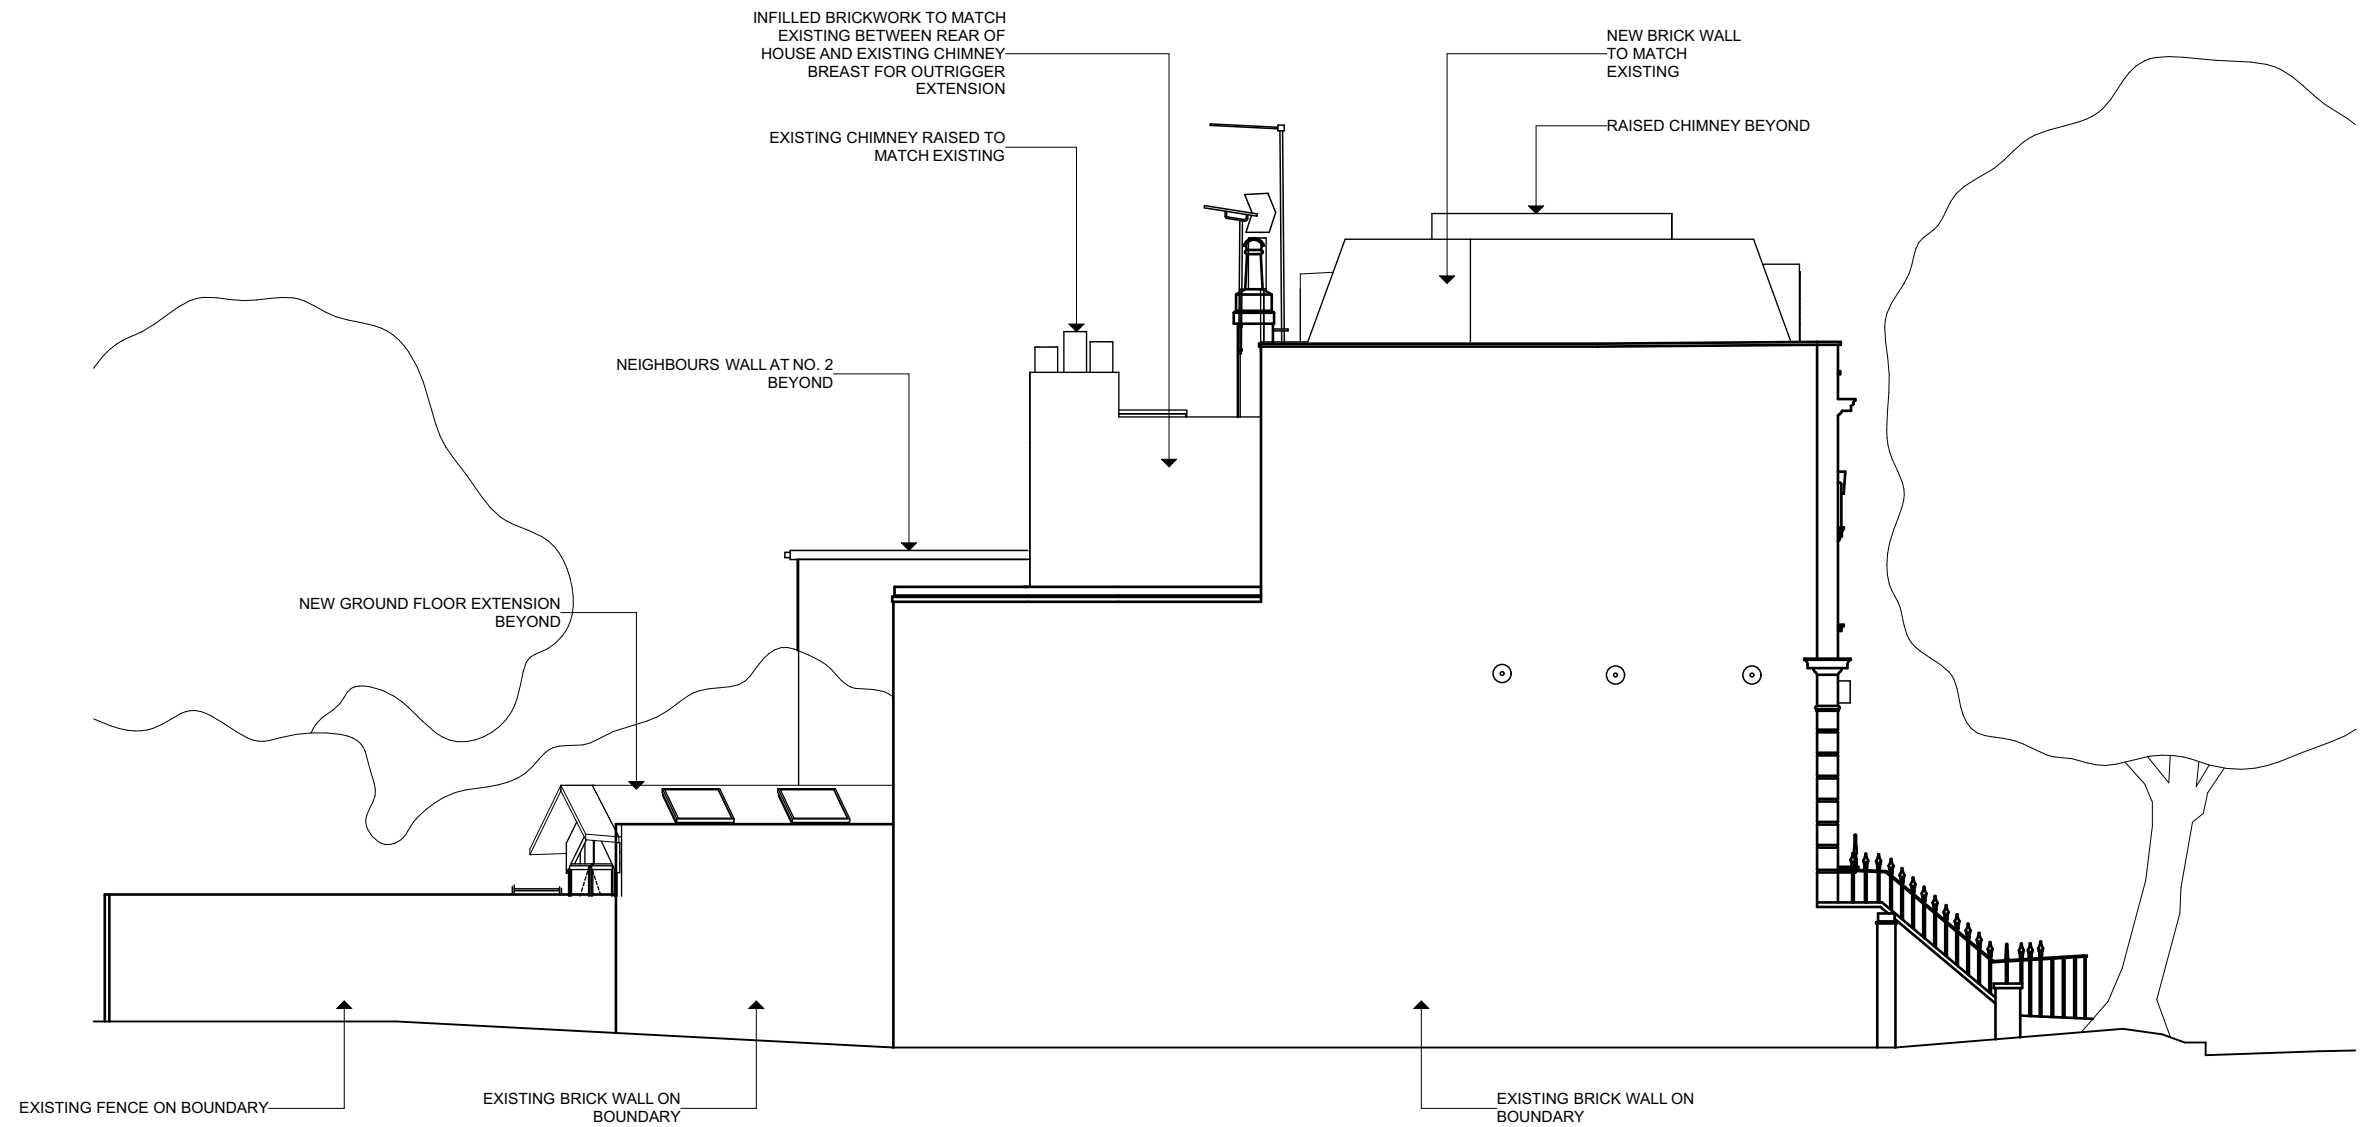 INFILLED BRICKWORK TO MATCH
EXISTING BETWEEN REAR OF
HOUSE AND EXISTING CHIMNEY
BREAST FOR OUTRIGGER
EXTENSION
NEW BRICK WALL
TO MATCH
EXISTING
EXISTING CHIMNEY RAISED TO
MATCH EXISTING
RAISED CHIMNEY BEYOND
NEIGHBOURS WALL AT NO. 2
BEYOND
NEW GROUND FLOOR EXTENSION
BEYOND
EXISTING FENCE ON BOUNDARY
EXISTING BRICK WALL ON
BOUNDARY
EXISTING BRICK WALL ON
BOUNDARY